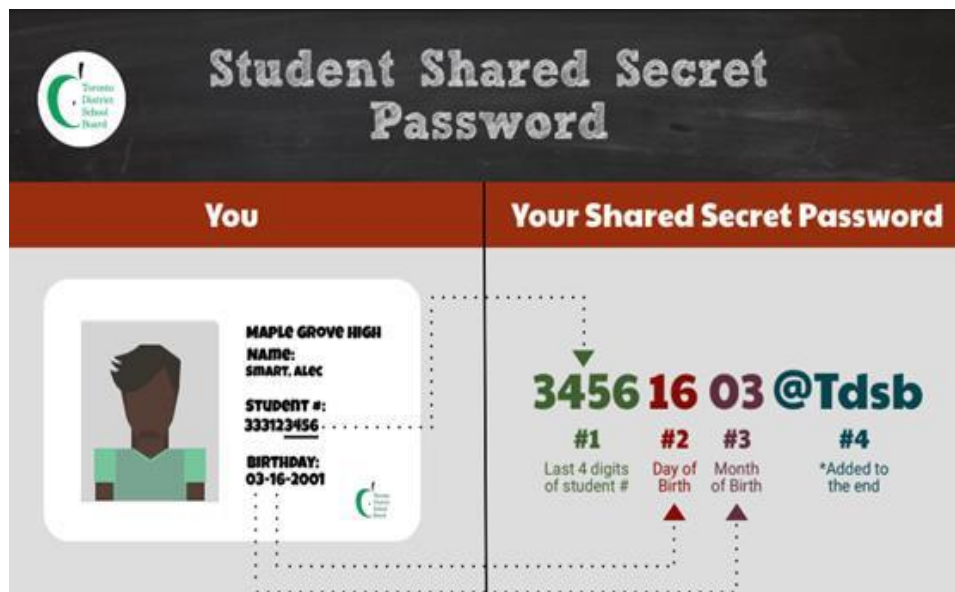 Toronto
District
School
Board
Student Shared Secret
Password
You
Your Shared Secret Password
MAPLE GROVE HIGH
NAME:
SMART, ALEC
STUDENT #:
333123456
BIRTHDAY:
03-16-2001
3456 16 03 @Tdsb
#1 #2 #3 #4
Last 4 digits of student #
Day of Birth
Month of Birth
*Added to the end